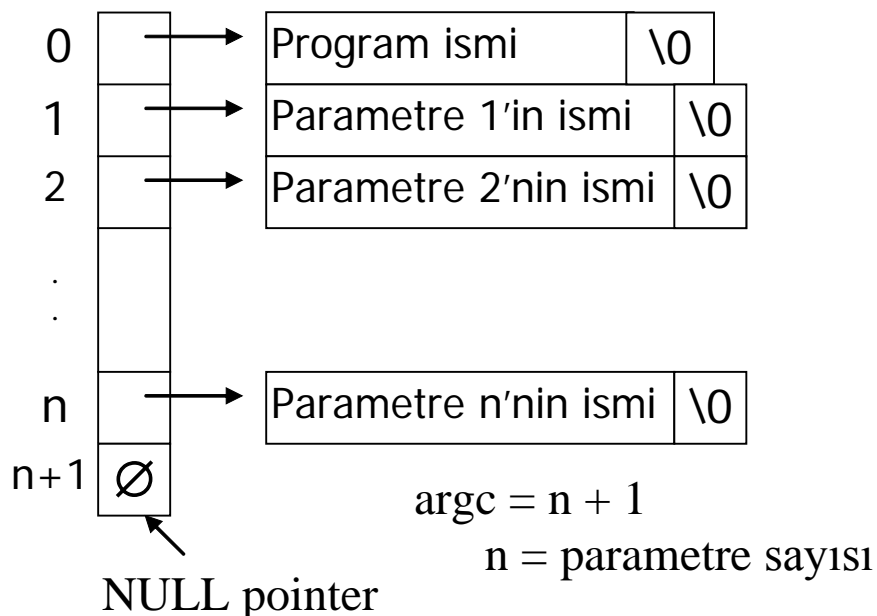 0 Program ismi \0
1 Parametre 1'in ismi \0
2 Parametre 2'nin ismi \0
.
.
n Parametre n'nin ismi \0
n+1 Ø
argc = n + 1
n = parametre sayısı
NULL pointer